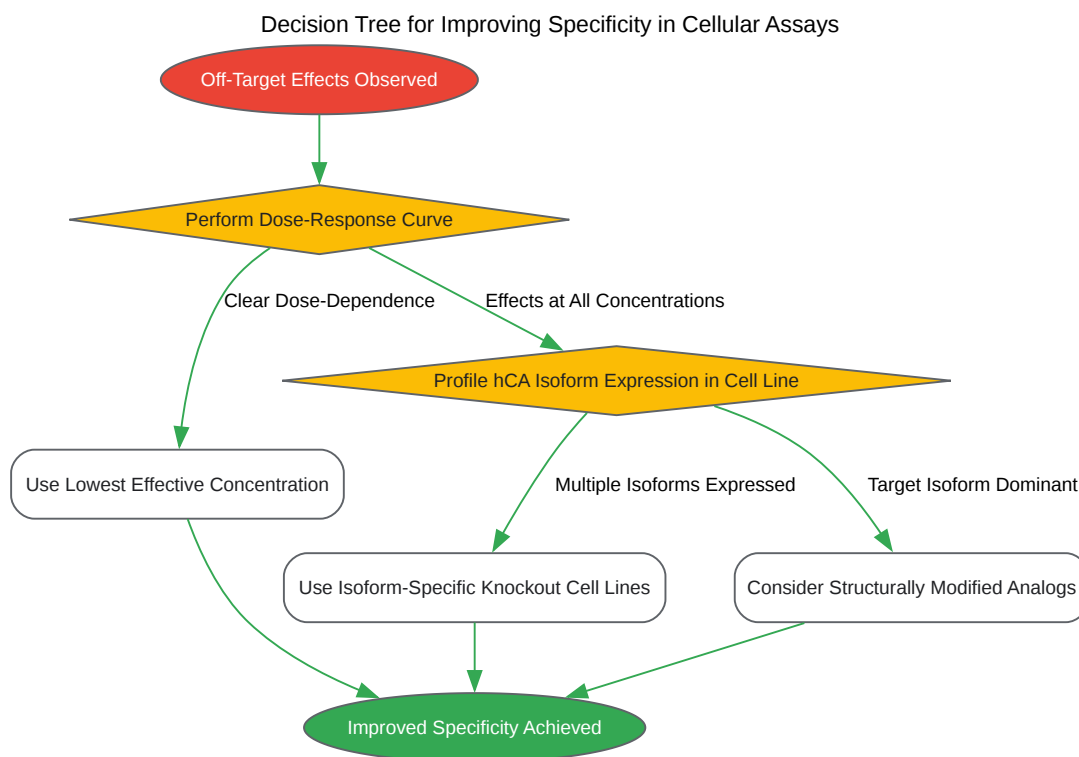 Decision Tree for Improving Specificity in Cellular Assays
Off-Target Effects Observed
Perform Dose-Response Curve
Clear Dose-Dependence
Effects at All Concentrations
Profile hCA Isoform Expression in Cell Line
Use Lowest Effective Concentration
Multiple Isoforms Expressed
Target Isoform Dominant
Use Isoform-Specific Knockout Cell Lines
Consider Structurally Modified Analogs
Improved Specificity Achieved